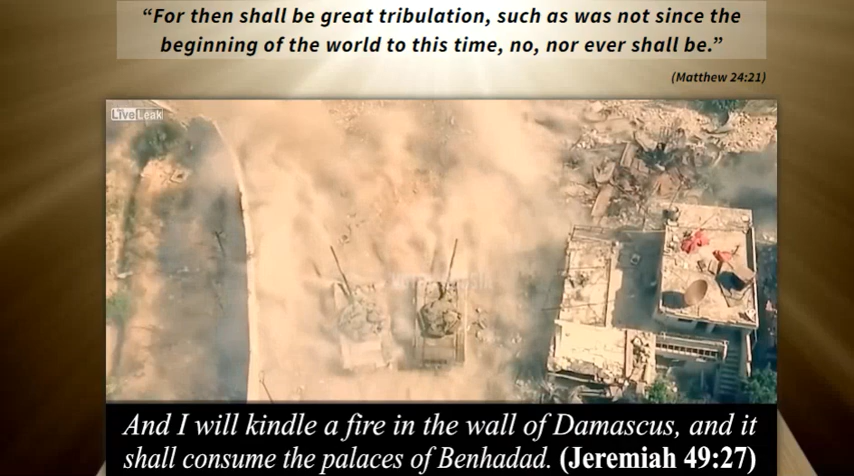 “For then shall be great tribulation, such as was not since the
beginning of the world to this time, no, nor ever shall be.”
(Matthew 24:21)
LiveLeak
And I will kindle a fire in the wall of Damascus, and it
shall consume the palaces of Benhadad. (Jeremiah 49:27)